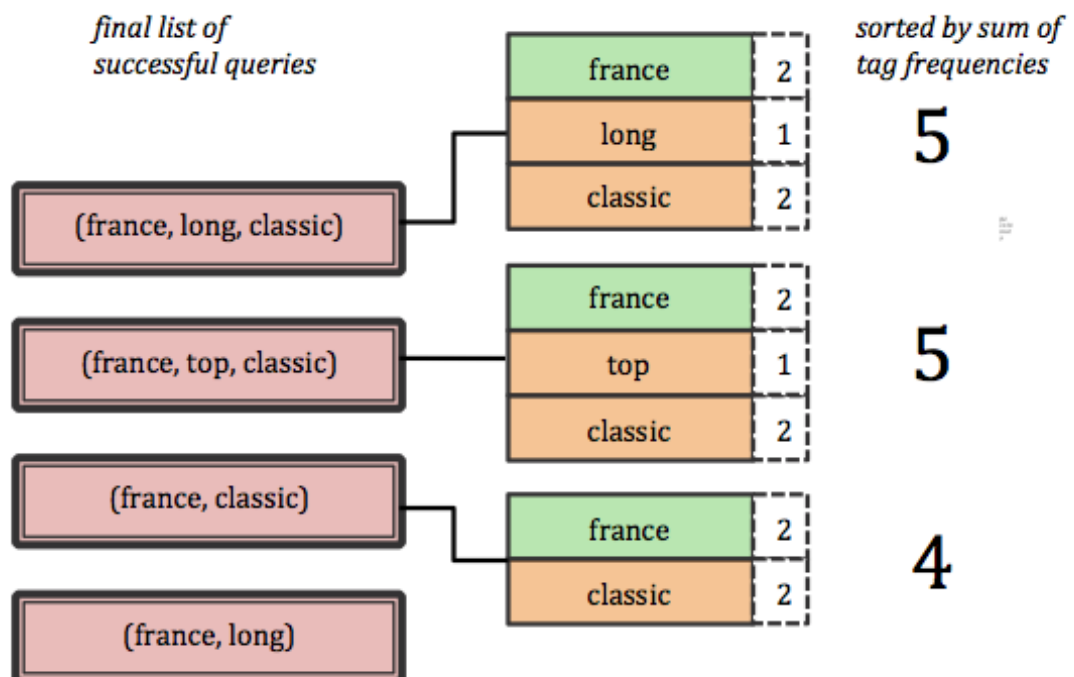 final list of
successful queries
sorted by sum of
tag frequencies
france 2
long 1
classic 2
5
(france, long, classic)
france 2
top 1
classic 2
5
(france, top, classic)
(france, classic)
france 2
classic 2
4
(france, long)